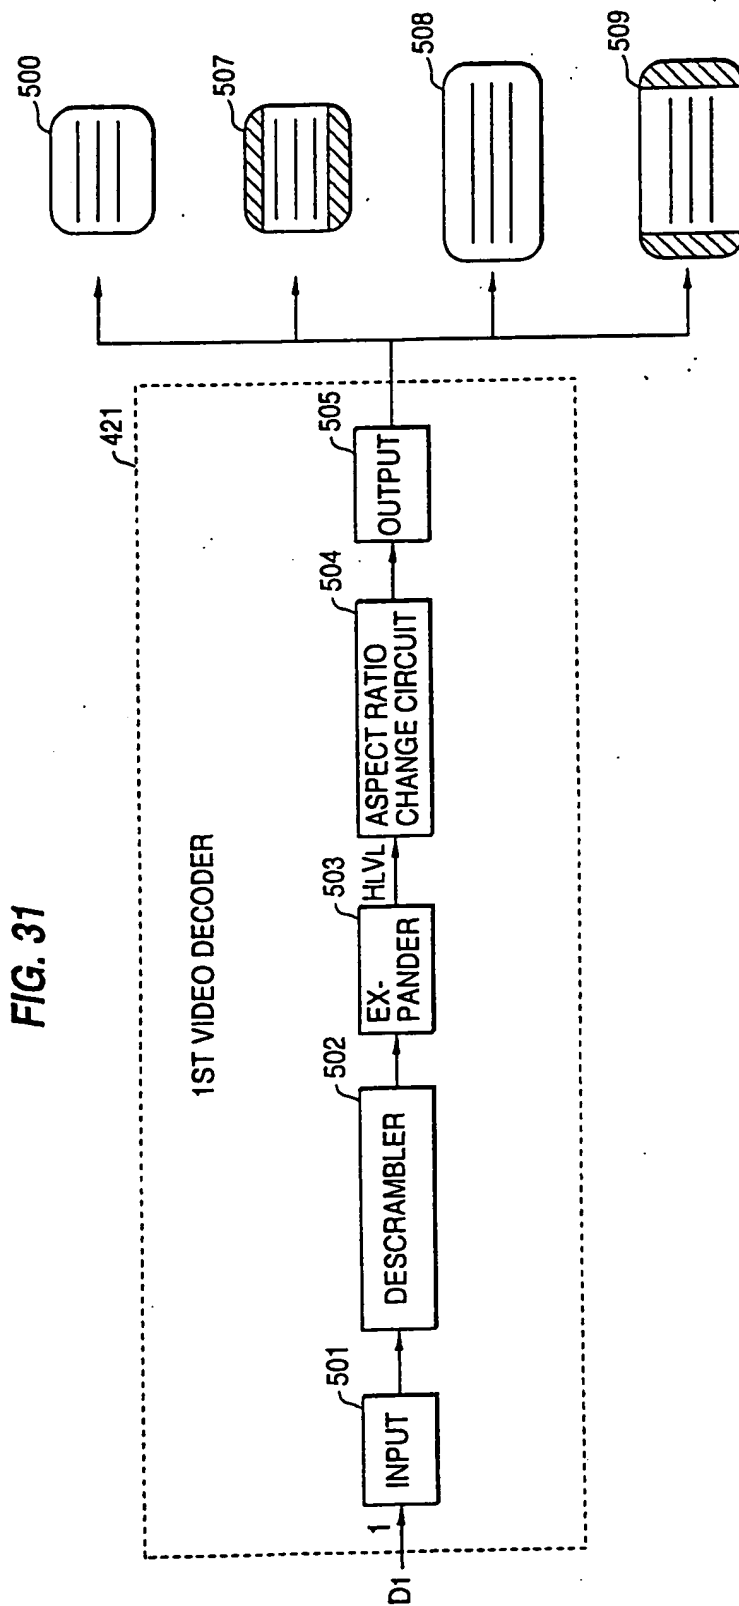 FIG. 31
1ST VIDEO DECODER
421
D1
1
501
INPUT
502
DESCRAMBLER
503
EX-
PANDER
HLVL
504
ASPECT RATIO
CHANGE CIRCUIT
505
OUTPUT
500
507
508
509